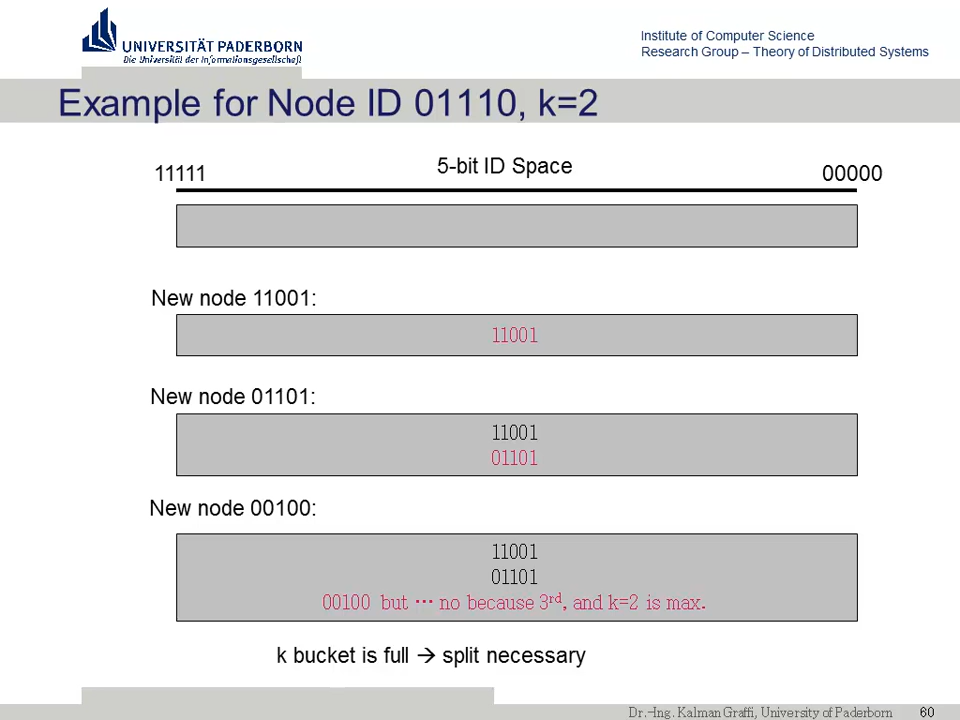 UNIVERSITÄT PADERBORN
Die Universität der Informationsgesellschaft
Institute of Computer Science
Research Group – Theory of Distributed Systems
Example for Node ID 01110, k=2
5-bit ID Space
11111 00000
New node 11001:
11001
New node 01101:
11001
01101
New node 00100:
11001
01101
00100 but ⋯ no because 3rd, and k=2 is max.
k bucket is full → split necessary
Dr.-Ing. Kalman Graffi, University of Paderborn 60